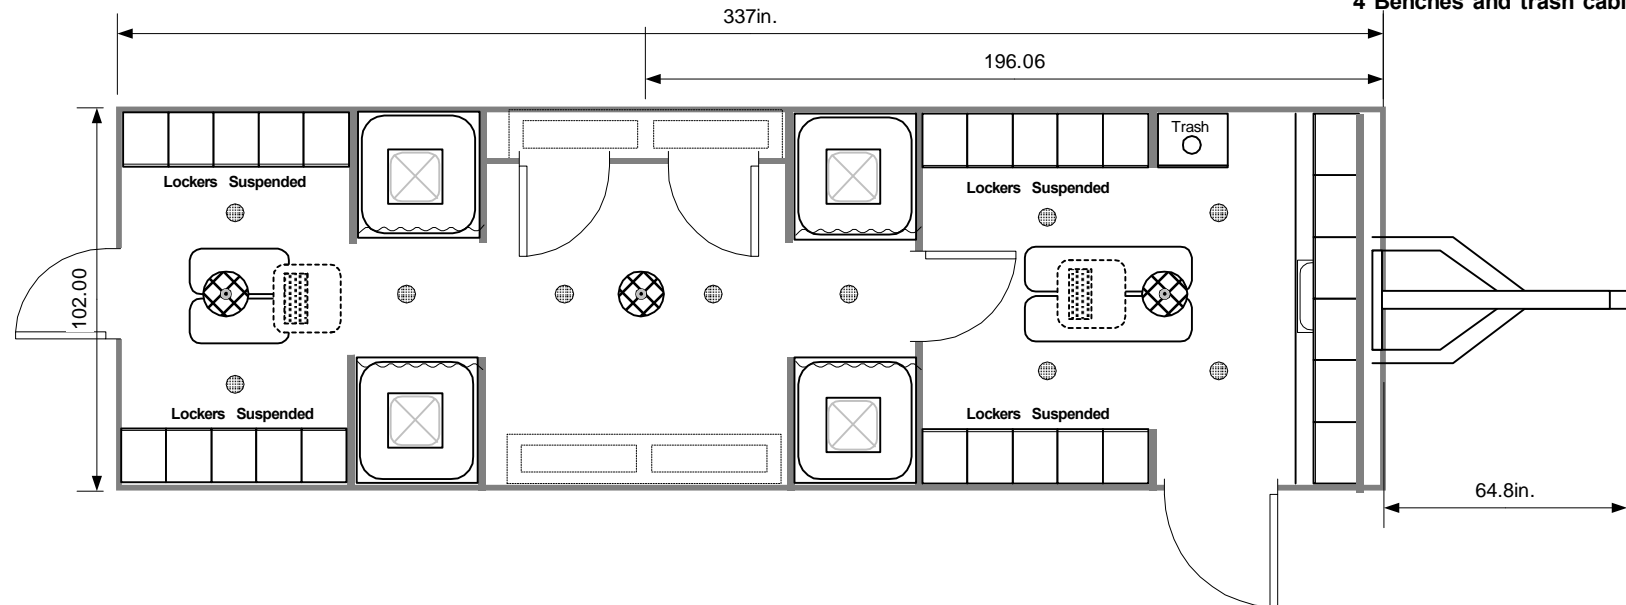 4 Benches and trash cabi
337in.
196.06
Trash
Lockers Suspended
Lockers Suspended
102.00
Lockers Suspended
Lockers Suspended
64.8in.